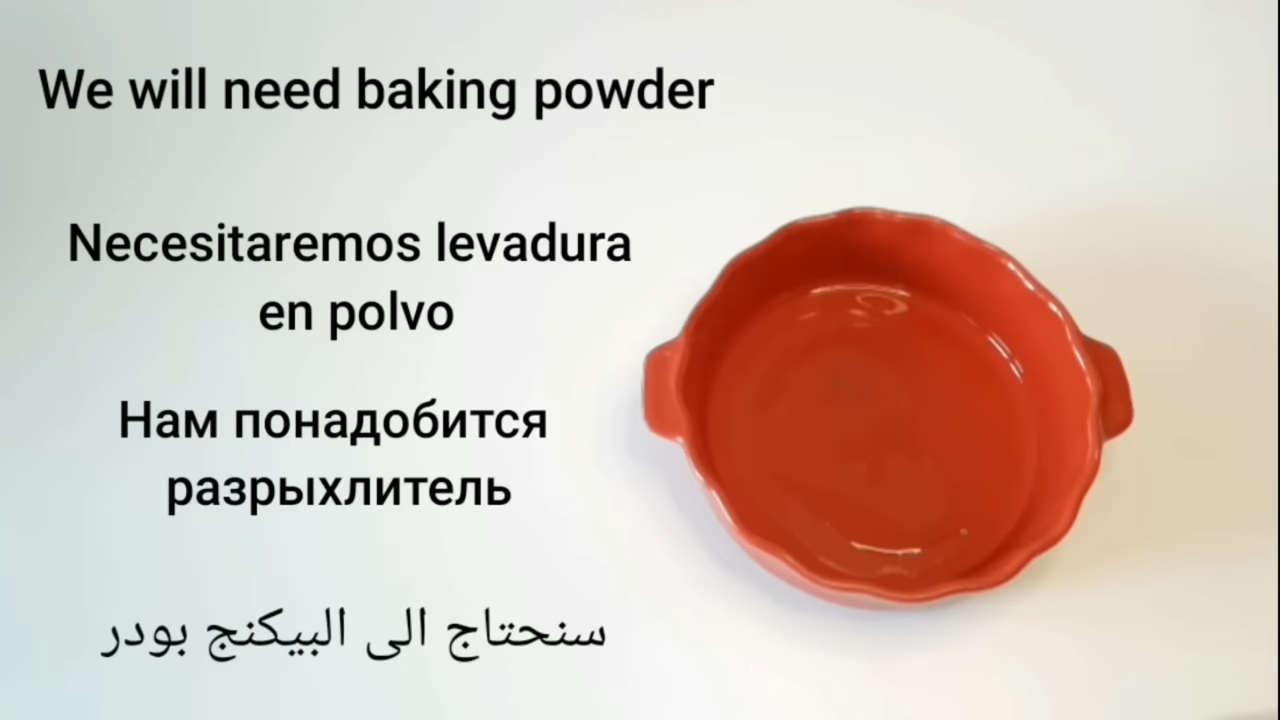 We will need baking powder
Necesitaremos levadura
en polvo
Нам понадобится
разрыхлитель
سنحتاج الى البيكنج بودر